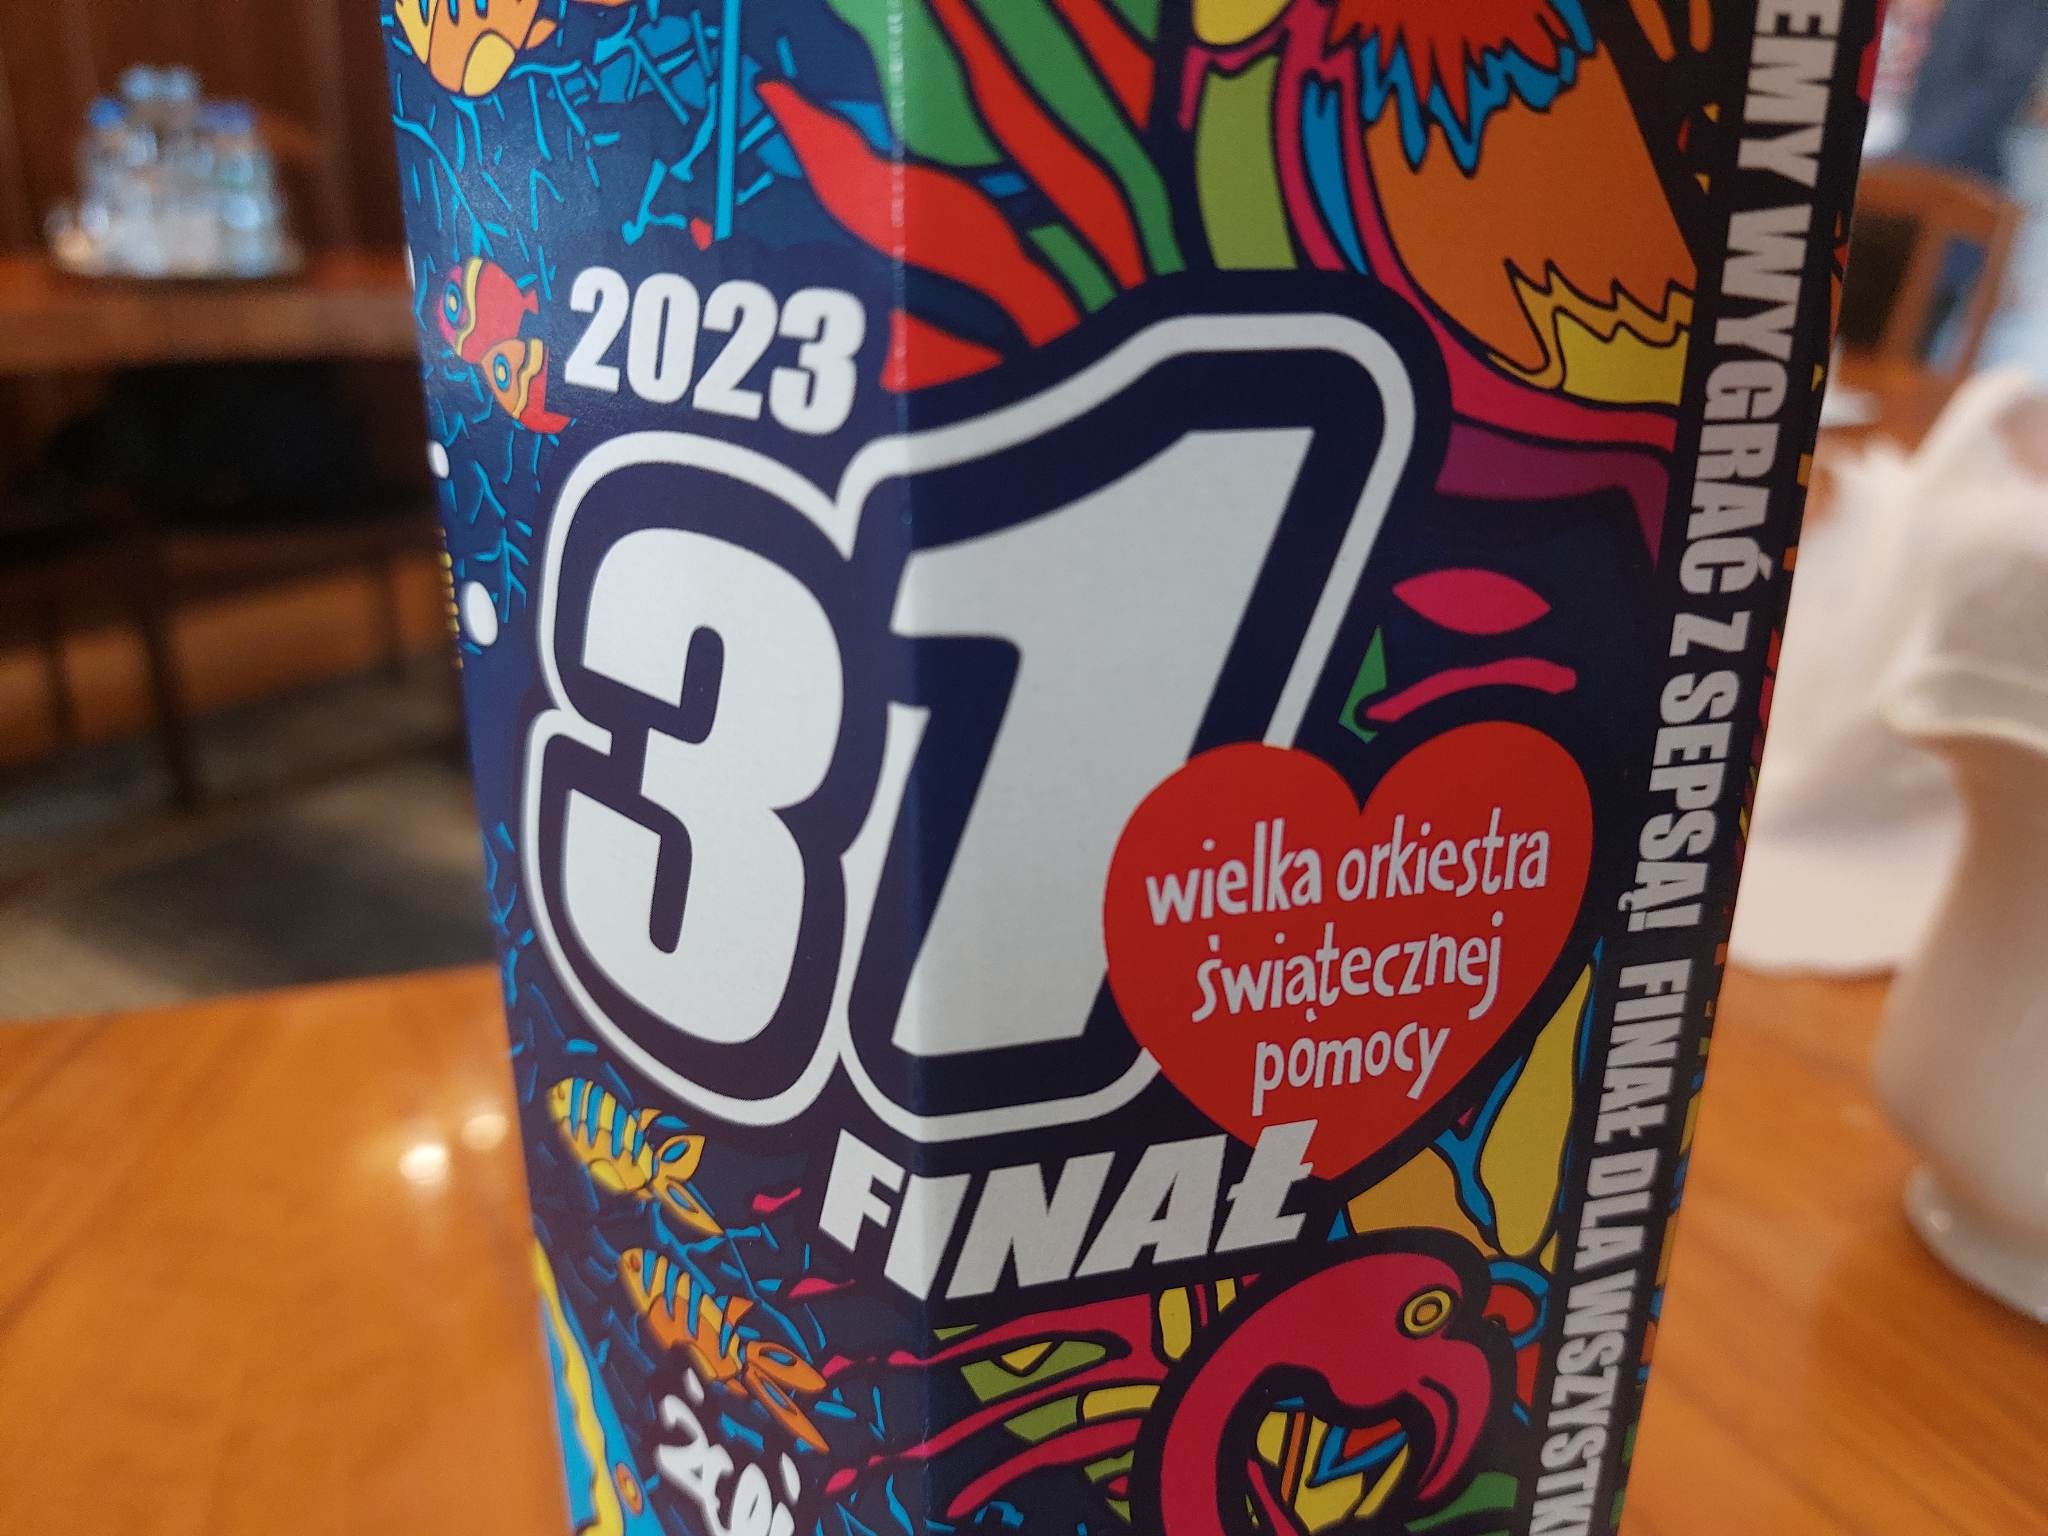 2023
31
wielka orkiestra
świątecznej
pomocy
FINAŁ
WYGRAĆ Z SEPSĄ! FINAŁ DLA